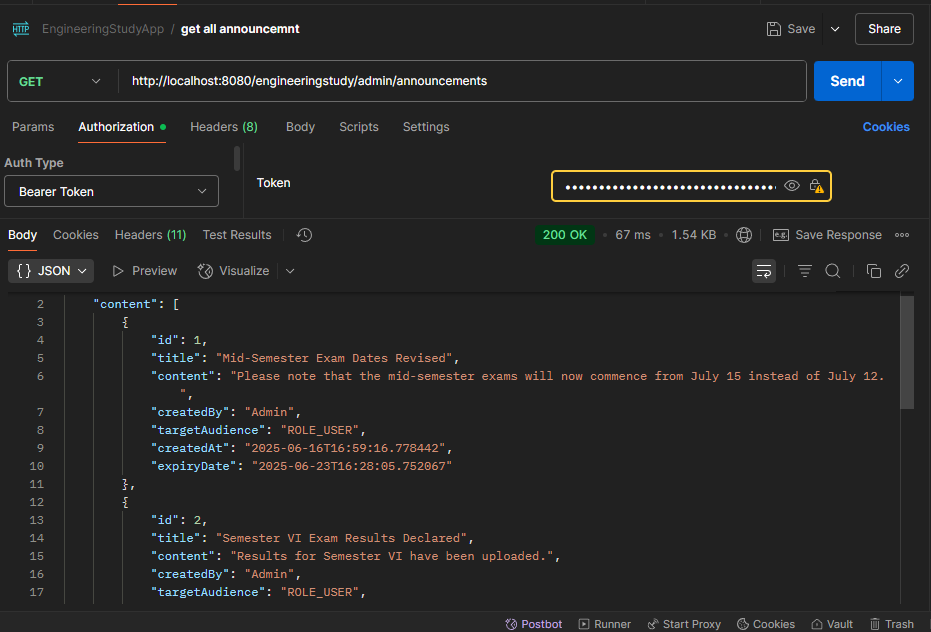 HTTP EngineeringStudyApp / get all announcemnt Save Share
GET http://localhost:8080/engineeringstudy/admin/announcements Send
Params Authorization Headers (8) Body Scripts Settings Cookies
Auth Type
Bearer Token
Token
Body Cookies Headers (11) Test Results 200 OK • 67 ms • 1.54 KB • e.g. Save Response
{} JSON Preview Visualize
2 "content": [
3 {
4 "id": 1,
5 "title": "Mid-Semester Exam Dates Revised",
6 "content": "Please note that the mid-semester exams will now commence from July 15 instead of July 12.
",
7 "createdBy": "Admin",
8 "targetAudience": "ROLE_USER",
9 "createdAt": "2025-06-16T16:59:16.778442",
10 "expiryDate": "2025-06-23T16:28:05.752067"
11 },
12 {
13 "id": 2,
14 "title": "Semester VI Exam Results Declared",
15 "content": "Results for Semester VI have been uploaded.",
16 "createdBy": "Admin",
17 "targetAudience": "ROLE_USER",
Postbot Runner Start Proxy Cookies Vault Trash